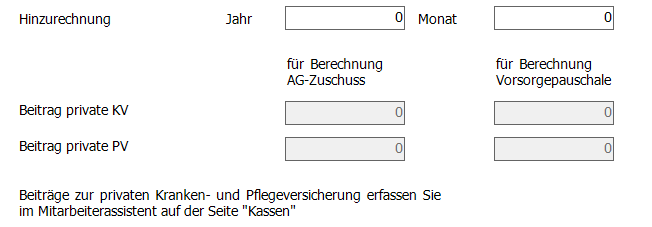 Hinzurechnung Jahr 0 Monat 0
für Berechnung für Berechnung
AG-Zuschuss Vorsorgepauschale
Beitrag private KV 0 0
Beitrag private PV 0 0
Beiträge zur privaten Kranken- und Pflegeversicherung erfassen Sie
im Mitarbeiterassistent auf der Seite "Kassen"